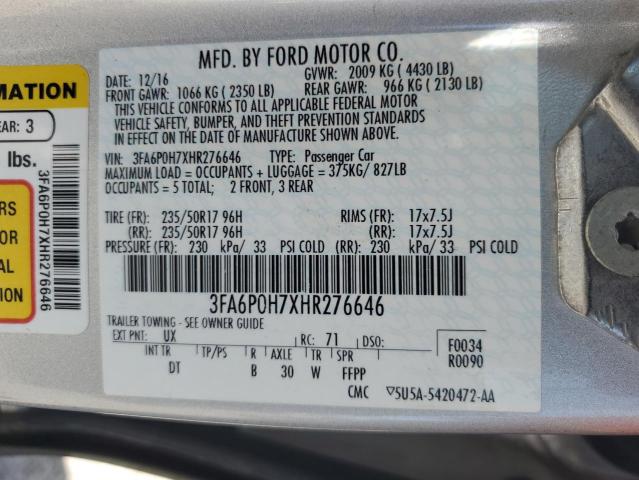 MFD. BY FORD MOTOR CO.
DATE: 12/16 GVWR: 2009 KG ( 4430 LB)
FRONT GAWR: 1066 KG ( 2350 LB) REAR GAWR: 966 KG ( 2130 LB)
THIS VEHICLE CONFORMS TO ALL APPLICABLE FEDERAL MOTOR
VEHICLE SAFETY, BUMPER, AND THEFT PREVENTION STANDARDS
IN EFFECT ON THE DATE OF MANUFACTURE SHOWN ABOVE.
VIN: 3FA6P0H7XHR276646 TYPE: Passenger Car
MAXIMUM LOAD = OCCUPANTS + LUGGAGE = 375KG/ 827LB
OCCUPANTS = 5 TOTAL; 2 FRONT, 3 REAR
TIRE (FR): 235/50R17 96H RIMS (FR): 17x7.5J
(RR): 235/50R17 96H (RR): 17x7.5J
PRESSURE (FR): 230 kPa/ 33 PSI COLD (RR): 230 kPa/ 33 PSI COLD
3FA6P0H7XHR276646
TRAILER TOWING - SEE OWNER GUIDE
EXT PNT: UX RC: 71 DSO:
F0034
R0090
INT TR TP/PS R AXLE TR SPR
DT B 30 W FFPP
CMC 5U5A-5420472-AA
MATION
EAR: 3
lbs.
RS
OR
AL
ION
3FA6P0H7XHR276646